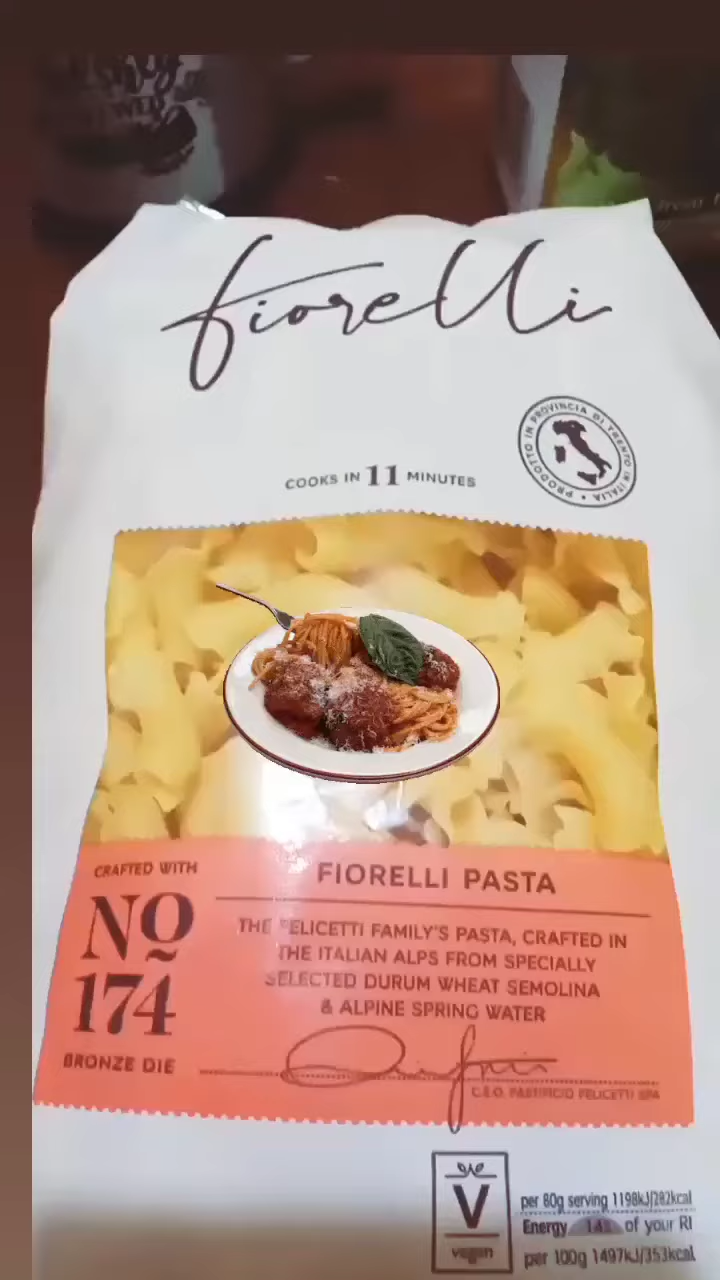 fiorelli
PRODOTTO IN PROVINCIA DI TRENTO IN ITALIA
COOKS IN 11 MINUTES
CRAFTED WITH
NO
174
BRONZE DIE
FIORELLI PASTA
THE FELICETTI FAMILY'S PASTA, CRAFTED IN
THE ITALIAN ALPS FROM SPECIALLY
SELECTED DURUM WHEAT SEMOLINA
& ALPINE SPRING WATER
C.E.O. PASTIFICIO FELICETTI SPA
V
vegan
per 80g serving 1198kJ/282kcal
Energy 14% of your RI
per 100g 1497kJ/353kcal